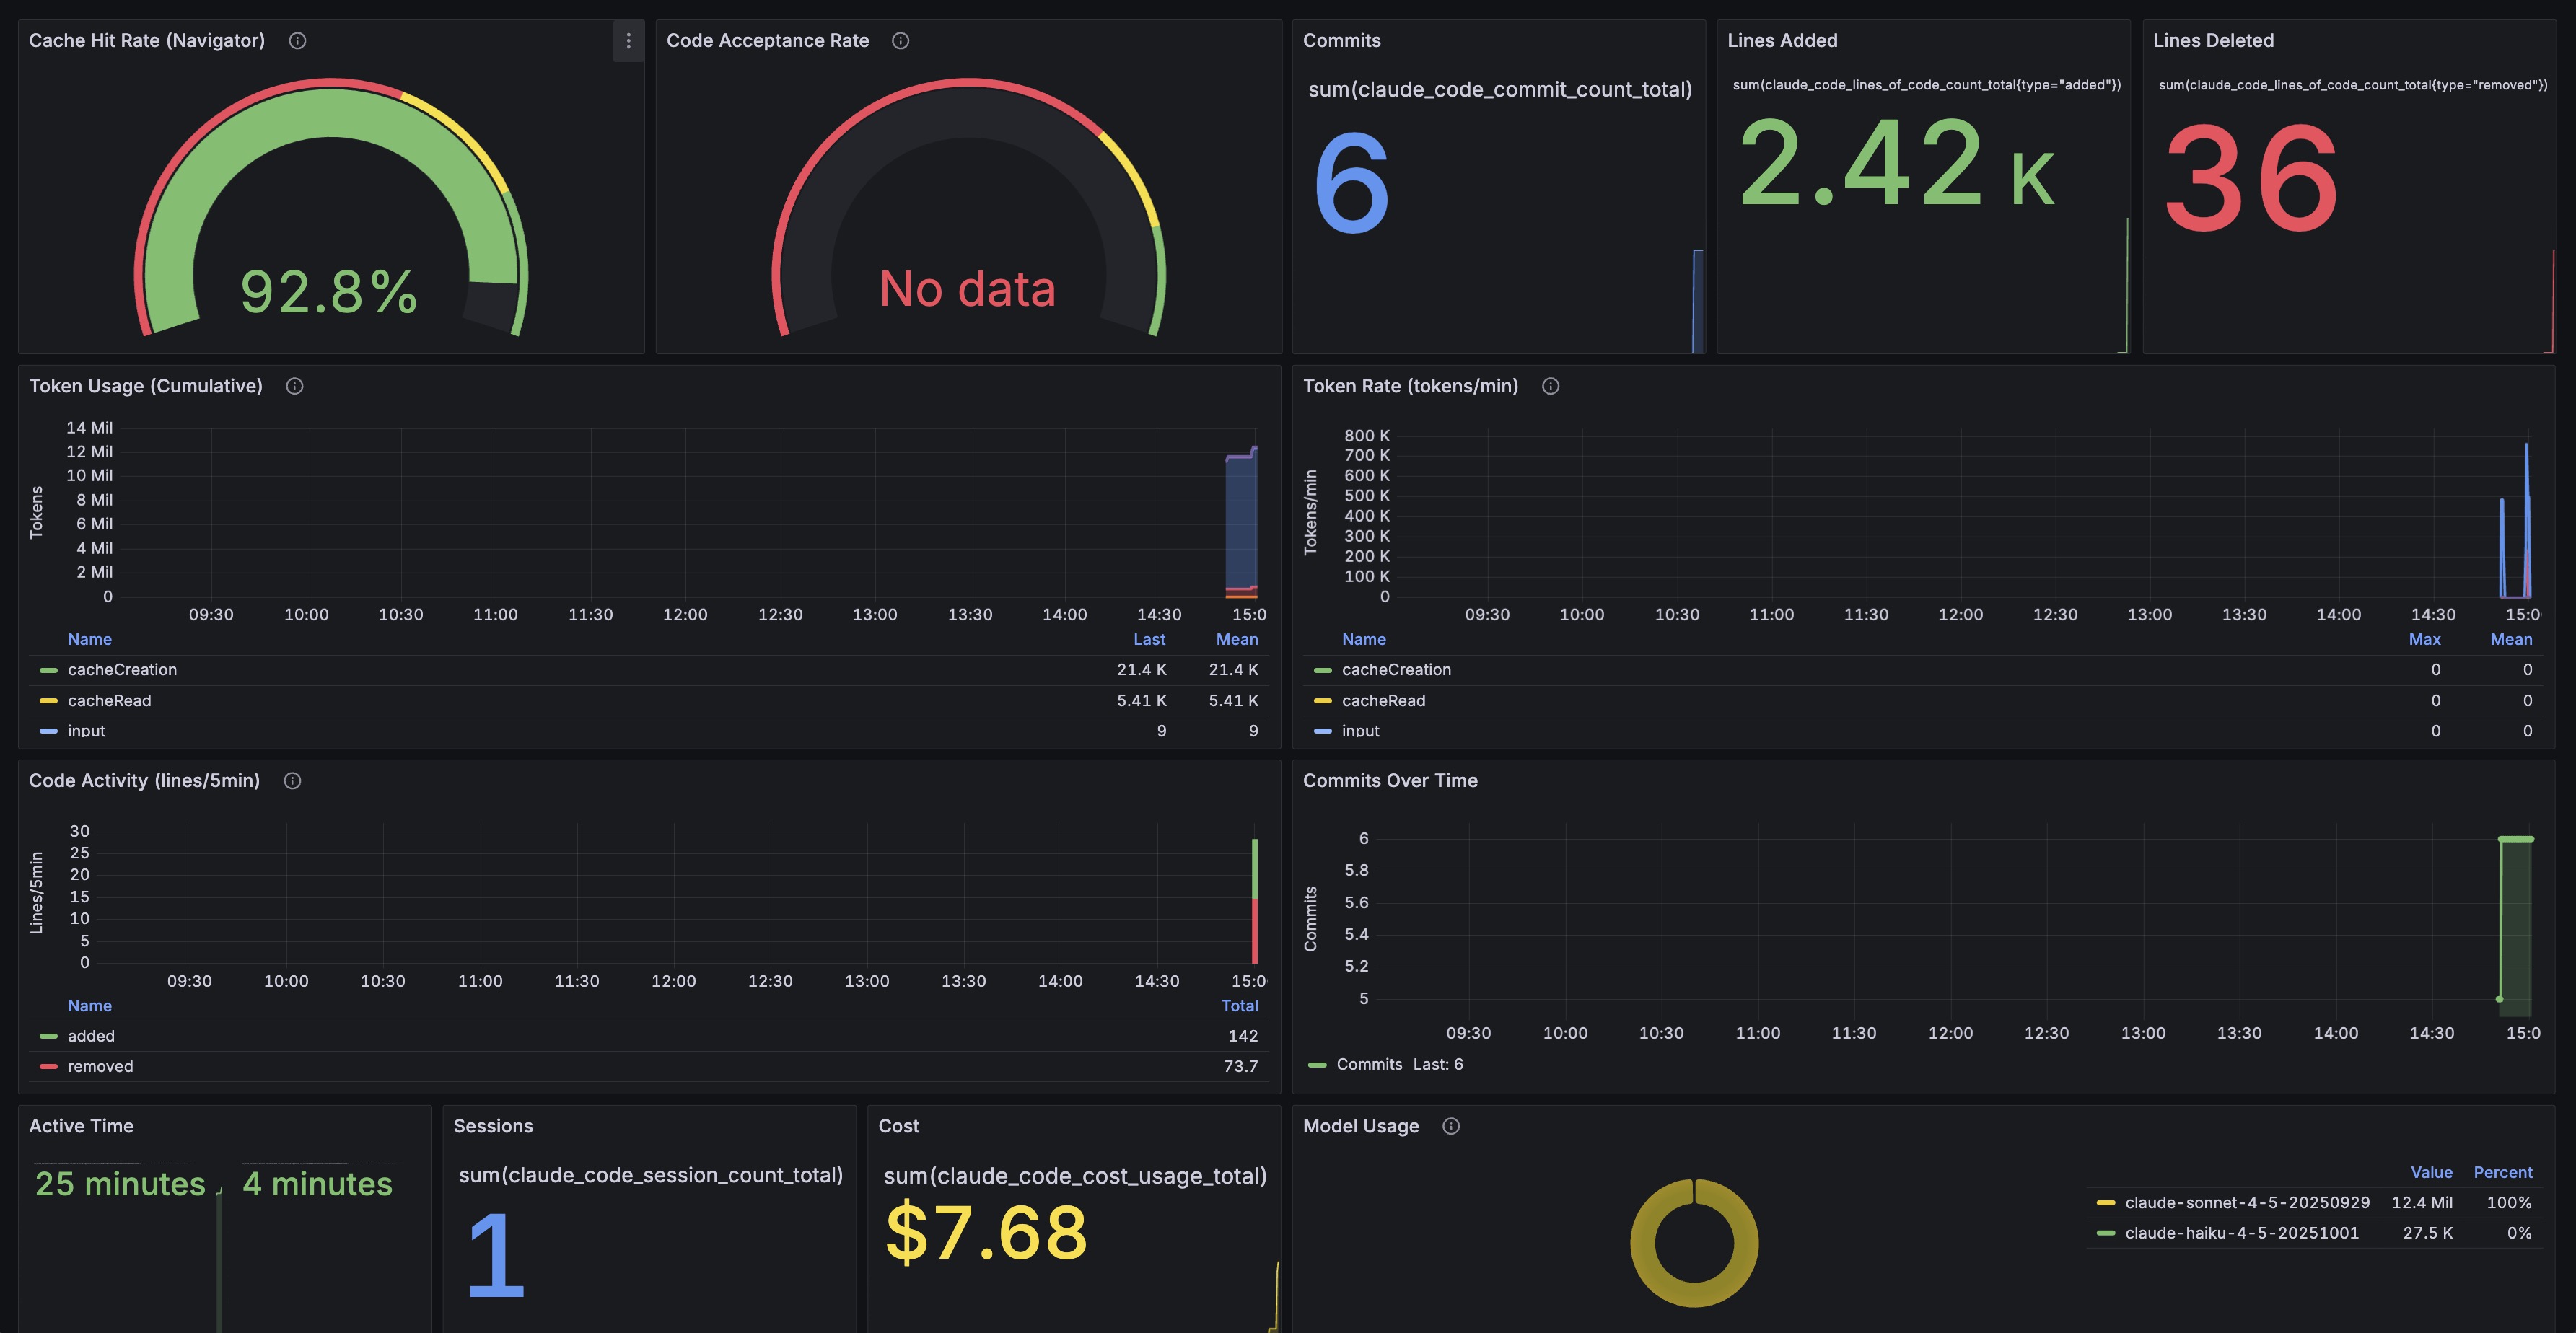 Cache Hit Rate (Navigator)
92.8%
Code Acceptance Rate
No data
Commits
sum(claude_code_commit_count_total)
6
Lines Added
sum(claude_code_lines_of_code_count_total{type="added"})
2.42 K
Lines Deleted
sum(claude_code_lines_of_code_count_total{type="removed"})
36
Token Usage (Cumulative)
Tokens
14 Mil
12 Mil
10 Mil
8 Mil
6 Mil
4 Mil
2 Mil
0
09:30 10:00 10:30 11:00 11:30 12:00 12:30 13:00 13:30 14:00 14:30 15:0
Name Last Mean
cacheCreation 21.4 K 21.4 K
cacheRead 5.41 K 5.41 K
input 9 9
Token Rate (tokens/min)
Tokens/min
800 K
700 K
600 K
500 K
400 K
300 K
200 K
100 K
0
09:30 10:00 10:30 11:00 11:30 12:00 12:30 13:00 13:30 14:00 14:30 15:0
Name Max Mean
cacheCreation 0 0
cacheRead 0 0
input 0 0
Code Activity (lines/5min)
Lines/5min
30
25
20
15
10
5
0
09:30 10:00 10:30 11:00 11:30 12:00 12:30 13:00 13:30 14:00 14:30 15:0
Name Total
added 142
removed 73.7
Commits Over Time
Commits
6
5.8
5.6
5.4
5.2
5
09:30 10:00 10:30 11:00 11:30 12:00 12:30 13:00 13:30 14:00 14:30 15:0
Commits Last: 6
Active Time
25 minutes 4 minutes
Sessions
sum(claude_code_session_count_total)
1
Cost
sum(claude_code_cost_usage_total)
$7.68
Model Usage
Value Percent
claude-sonnet-4-5-20250929 12.4 Mil 100%
claude-haiku-4-5-20251001 27.5 K 0%